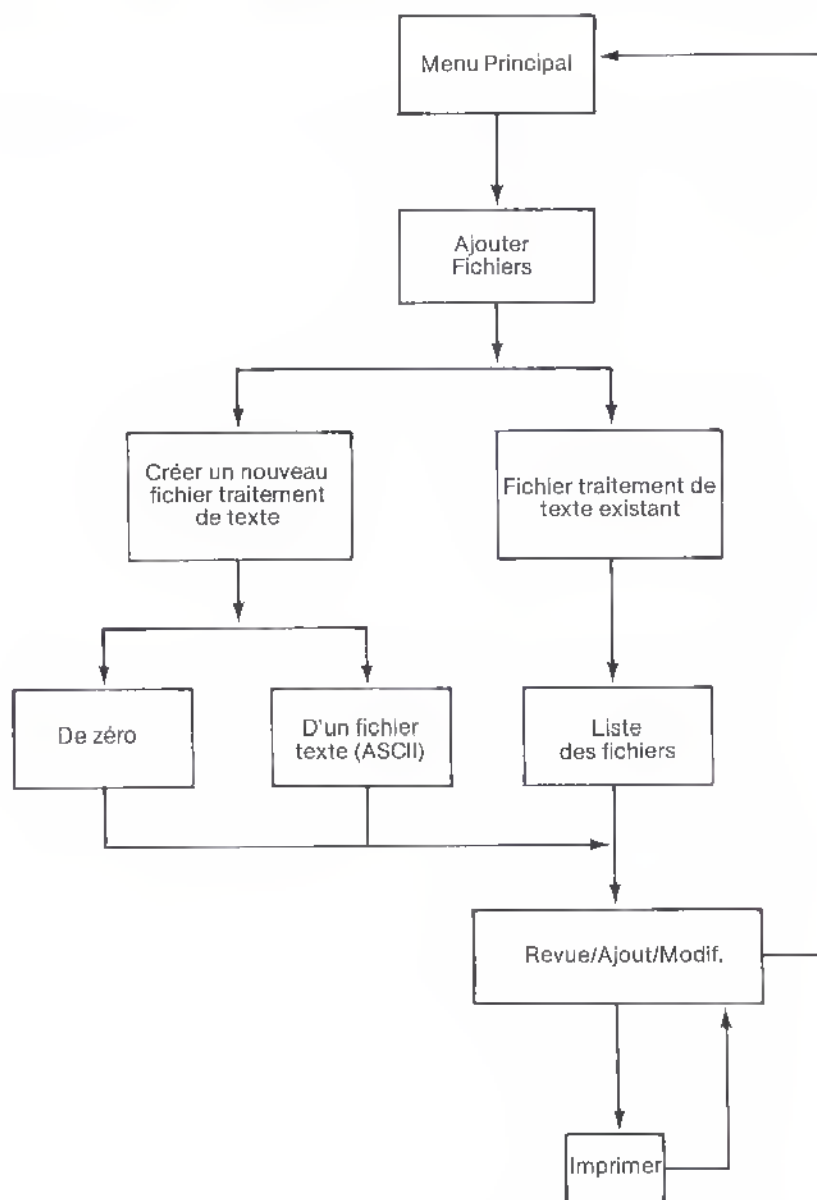 Menu Principal
Ajouter
Fichiers
Créer un nouveau
fichier traitement
de texte
Fichier traitement de
texte existant
De zéro
D'un fichier
texte (ASCII)
Liste
des fichiers
Revue/Ajout/Modif.
Imprimer